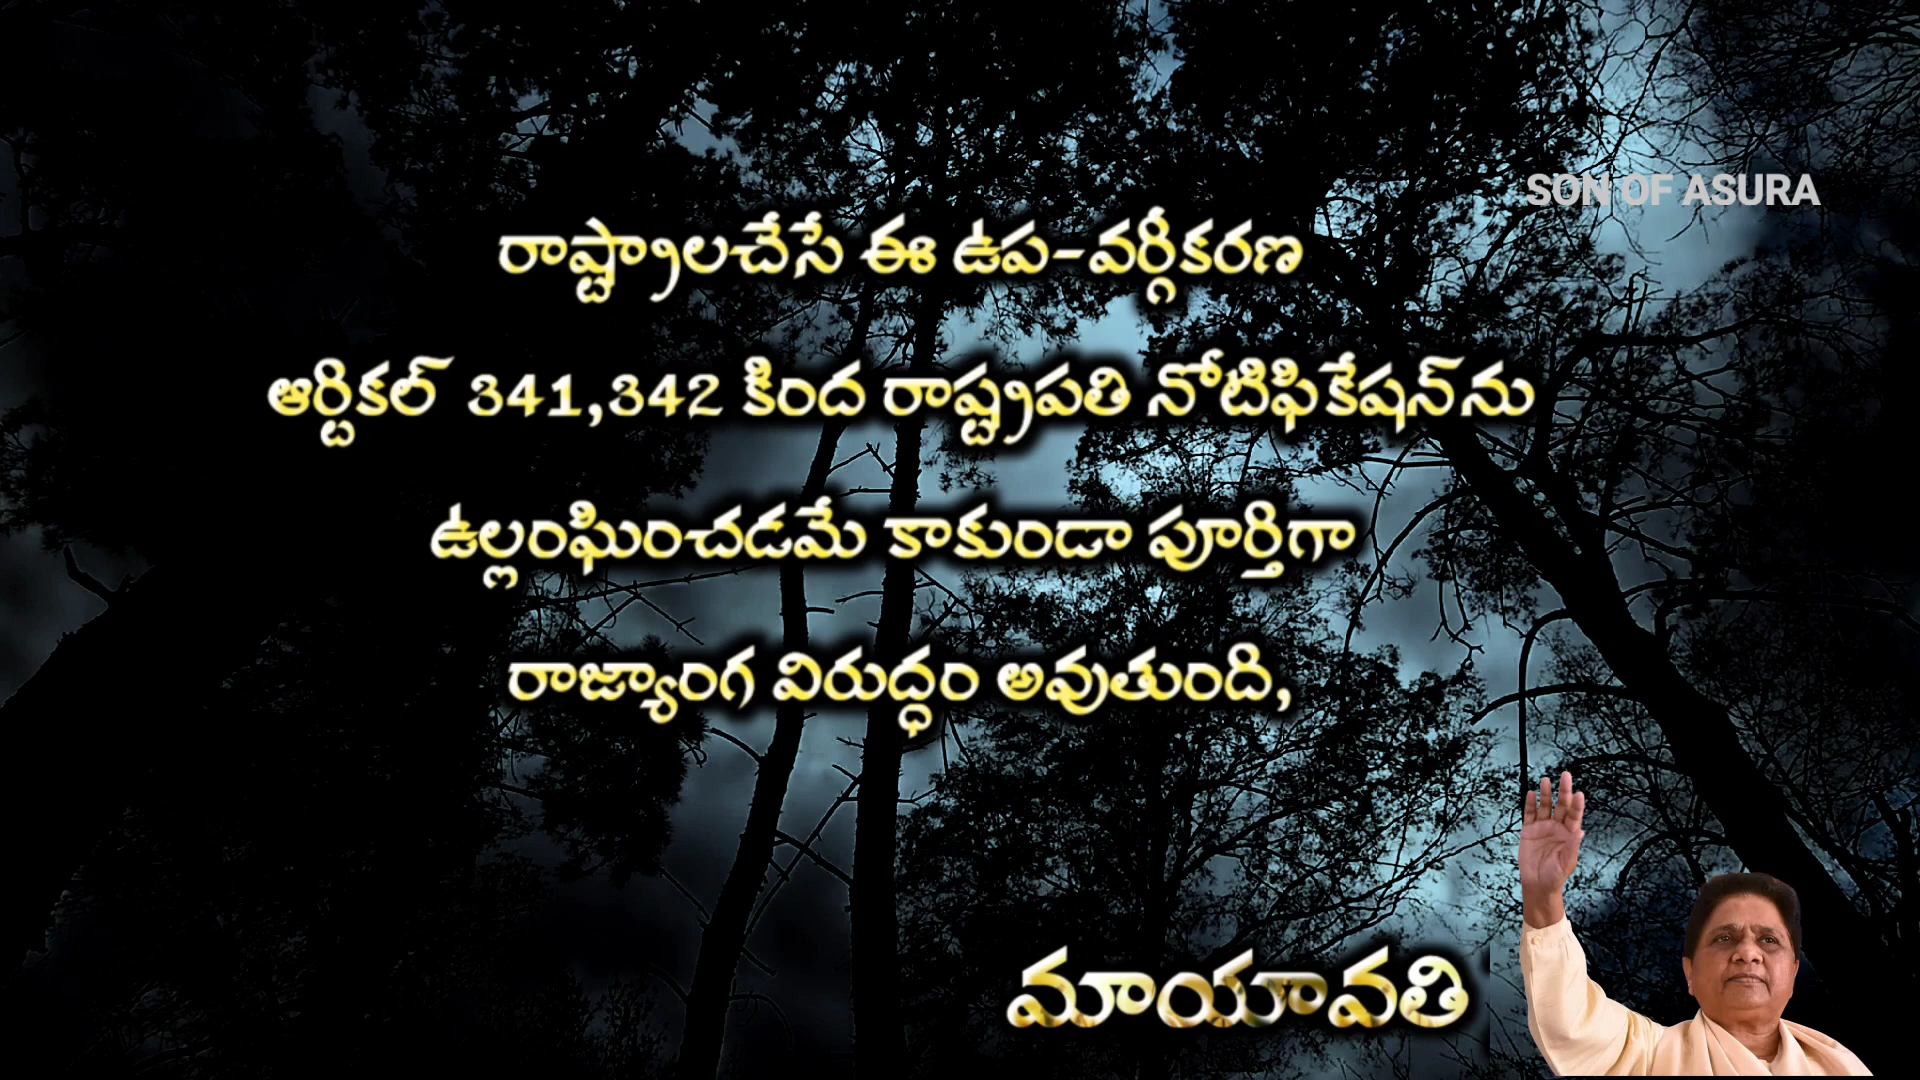 SON OF ASURA
రాష్ట్రాలచేసే ఈ ఉప-వర్గీకరణ
ఆర్టికల్ 341,342 కింద రాష్ట్రపతి నోటిఫికేషన్‌ను
ఉల్లంఘించడమే కాకుండా పూర్తిగా
రాజ్యాంగ విరుద్ధం అవుతుంది,
మాయావతి